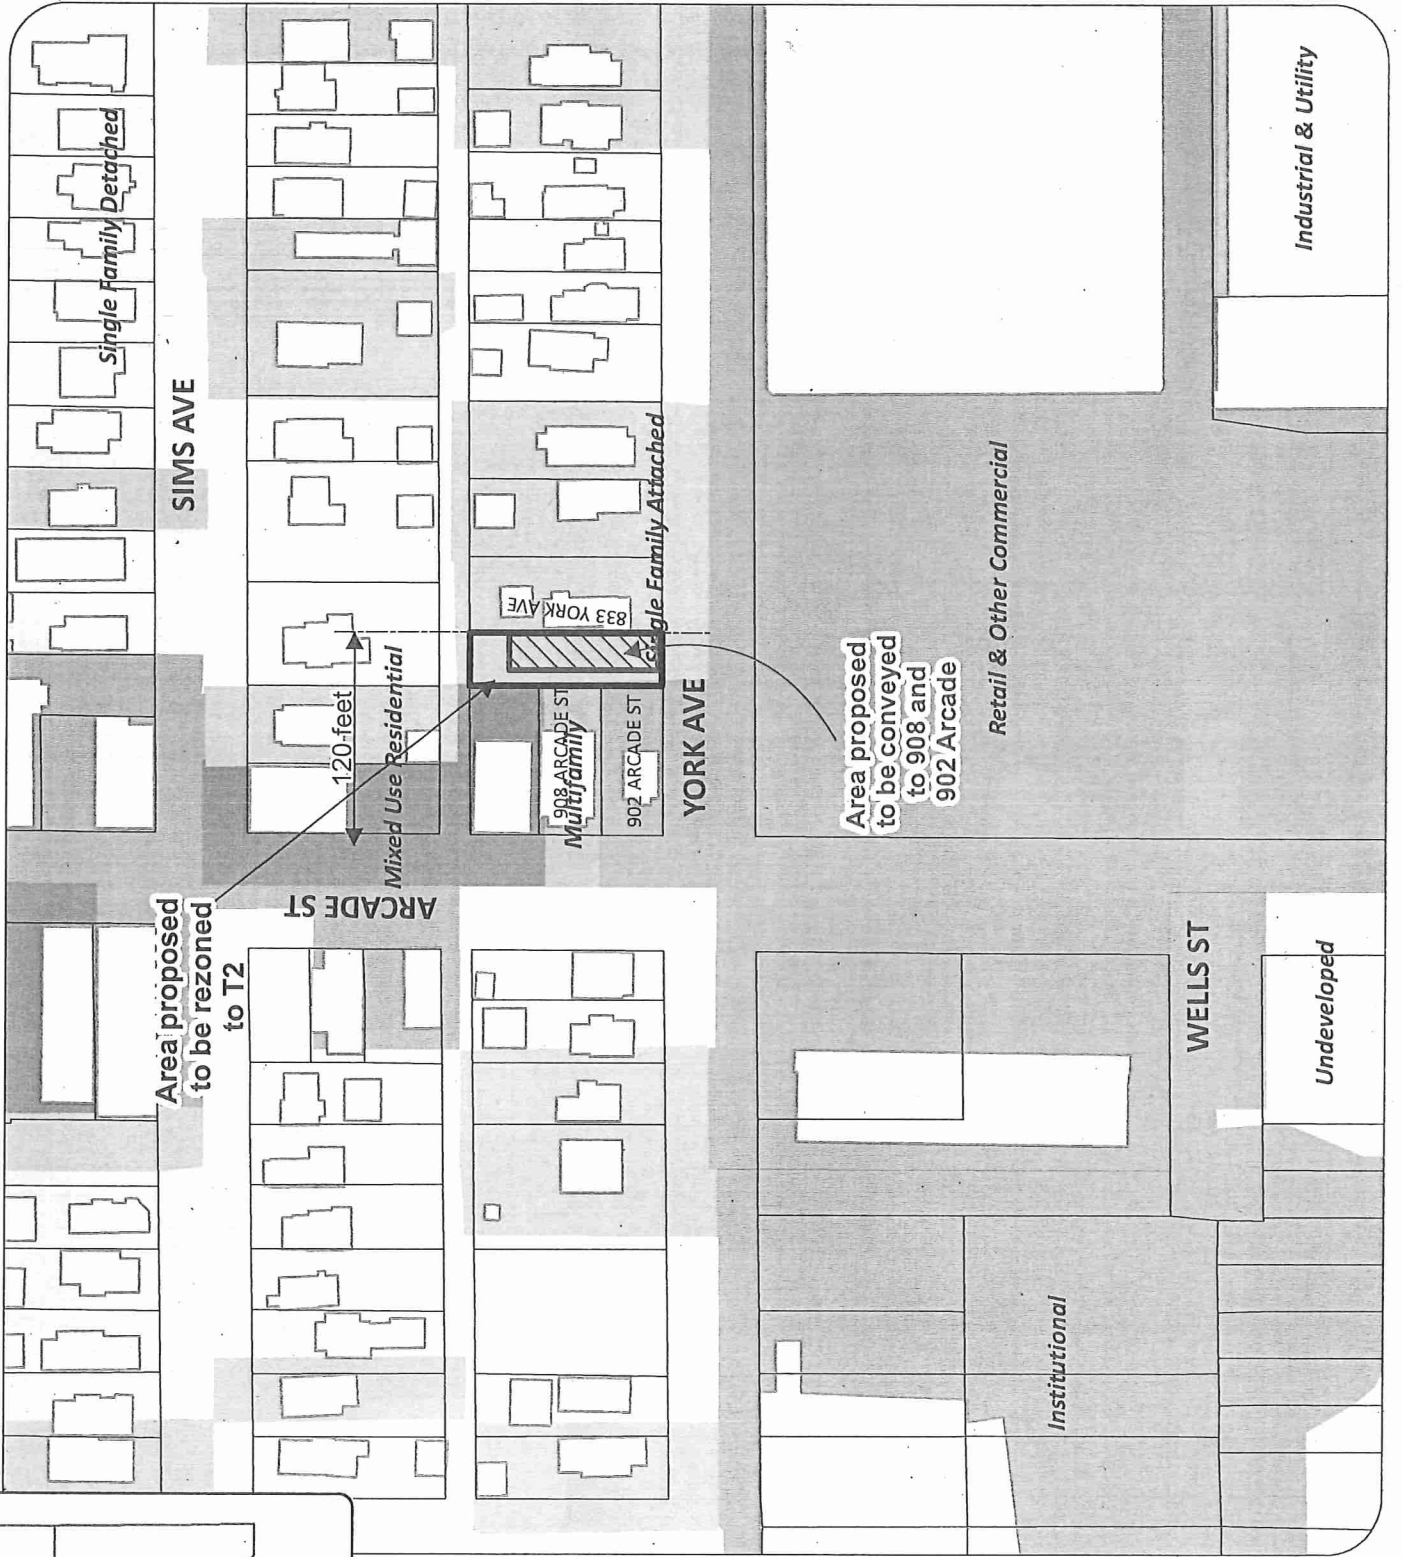 Single Family Detached
SIMS AVE
120 feet
Mixed Use Residential
ARCADE ST
Area proposed
to be rezoned
to T2
833 YORK AVE
gle Family Attached
908 ARCADE ST
Multifamily
902 ARCADE ST
YORK AVE
Area proposed
to be conveyed
to 908 and
902 Arcade
Retail & Other Commercial
Industrial & Utility
WELLS ST
Undeveloped
Institutional